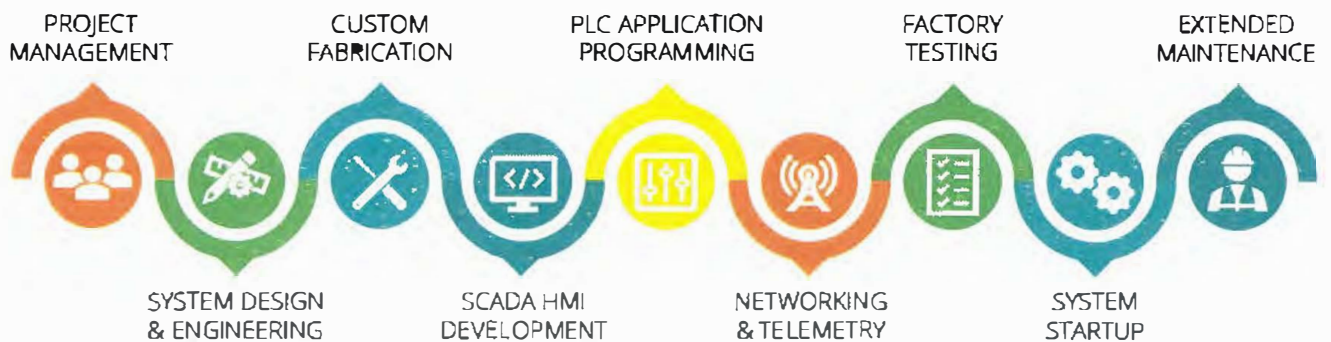 PROJECT
MANAGEMENT
CUSTOM
FABRICATION
PLC APPLICATION
PROGRAMMING
FACTORY
TESTING
EXTENDED
MAINTENANCE
</>
SYSTEM DESIGN
& ENGINEERING
SCADA HMI
DEVELOPMENT
NETWORKING
& TELEMETRY
SYSTEM
STARTUP